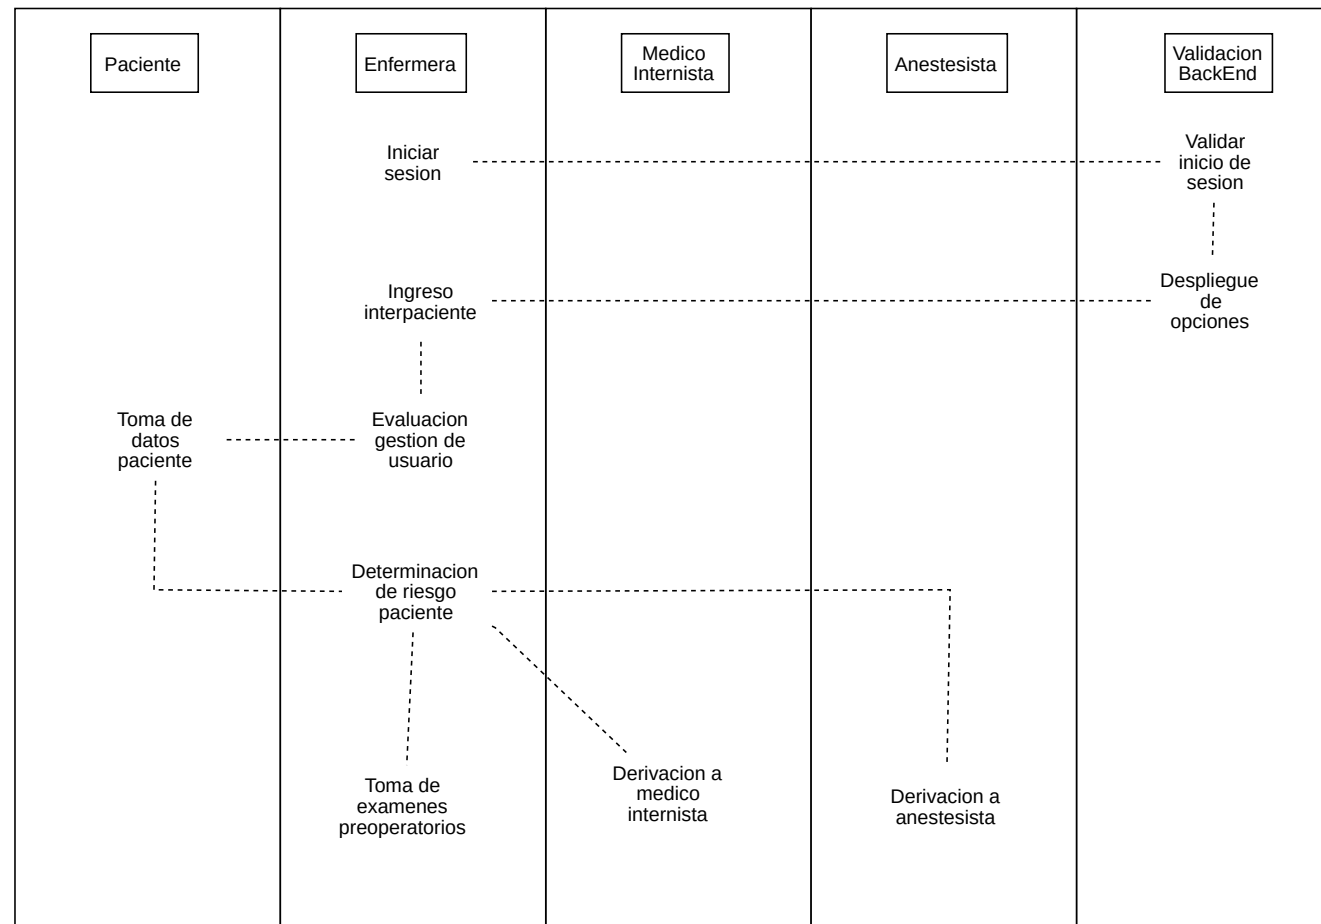 Paciente
Enfermera
Medico
Internista
Anestesista
Validacion
BackEnd
Iniciar
sesion
Validar
inicio de
sesion
Ingreso
interpaciente
Despliegue
de
opciones
Toma de
datos
paciente
Evaluacion
gestion de
usuario
Determinacion
de riesgo
paciente
Toma de
examenes
preoperatorios
Derivacion a
medico
internista
Derivacion a
anestesista